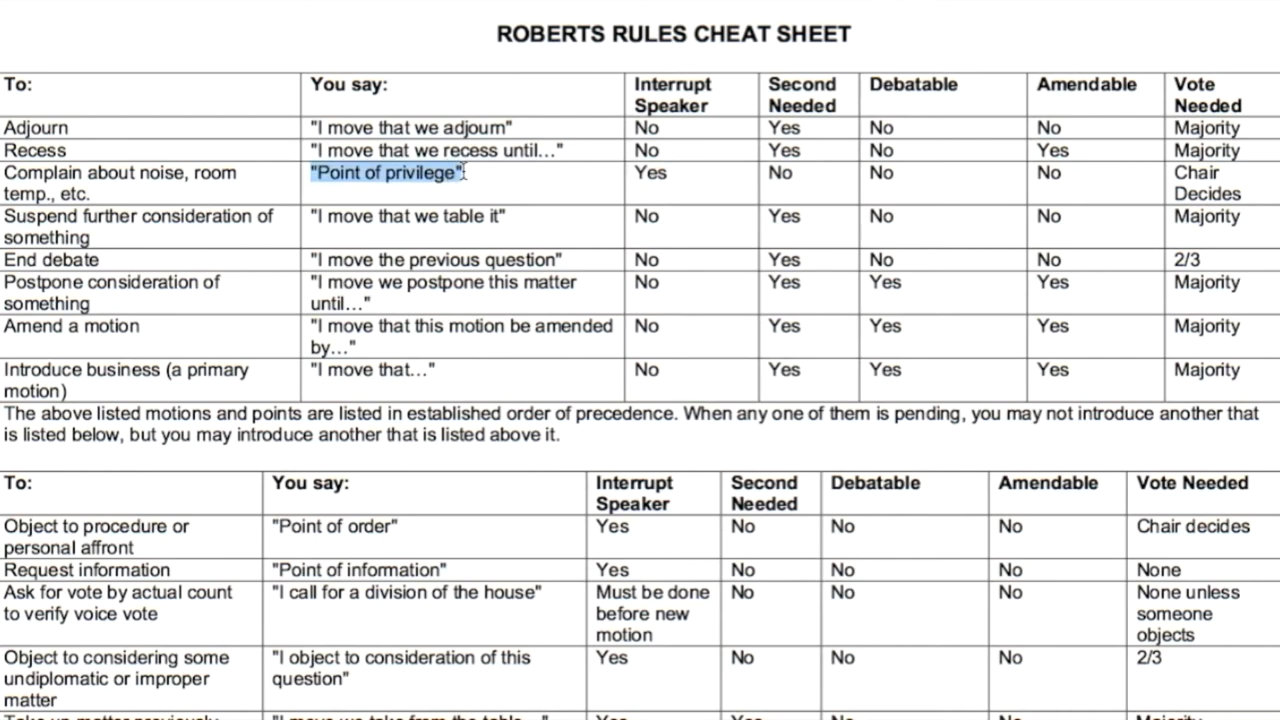 ROBERTS RULES CHEAT SHEET
To: You say: Interrupt Speaker Second Needed Debatable Amendable Vote Needed
Adjourn "I move that we adjourn" No Yes No No Majority
Recess "I move that we recess until…" No Yes No Yes Majority
Complain about noise, room temp., etc. "Point of privilege" Yes No No No Chair Decides
Suspend further consideration of something "I move that we table it" No Yes No No Majority
End debate "I move the previous question" No Yes No No 2/3
Postpone consideration of something "I move we postpone this matter until…" No Yes Yes Yes Majority
Amend a motion "I move that this motion be amended by…" No Yes Yes Yes Majority
Introduce business (a primary motion) "I move that…" No Yes Yes Yes Majority
The above listed motions and points are listed in established order of precedence. When any one of them is pending, you may not introduce another that
is listed below, but you may introduce another that is listed above it.
To: You say: Interrupt Speaker Second Needed Debatable Amendable Vote Needed
Object to procedure or personal affront "Point of order" Yes No No No Chair decides
Request information "Point of information" Yes No No No None
Ask for vote by actual count to verify voice vote "I call for a division of the house" Must be done before new motion No No No None unless someone objects
Object to considering some undiplomatic or improper matter "I object to consideration of this question" Yes No No No 2/3